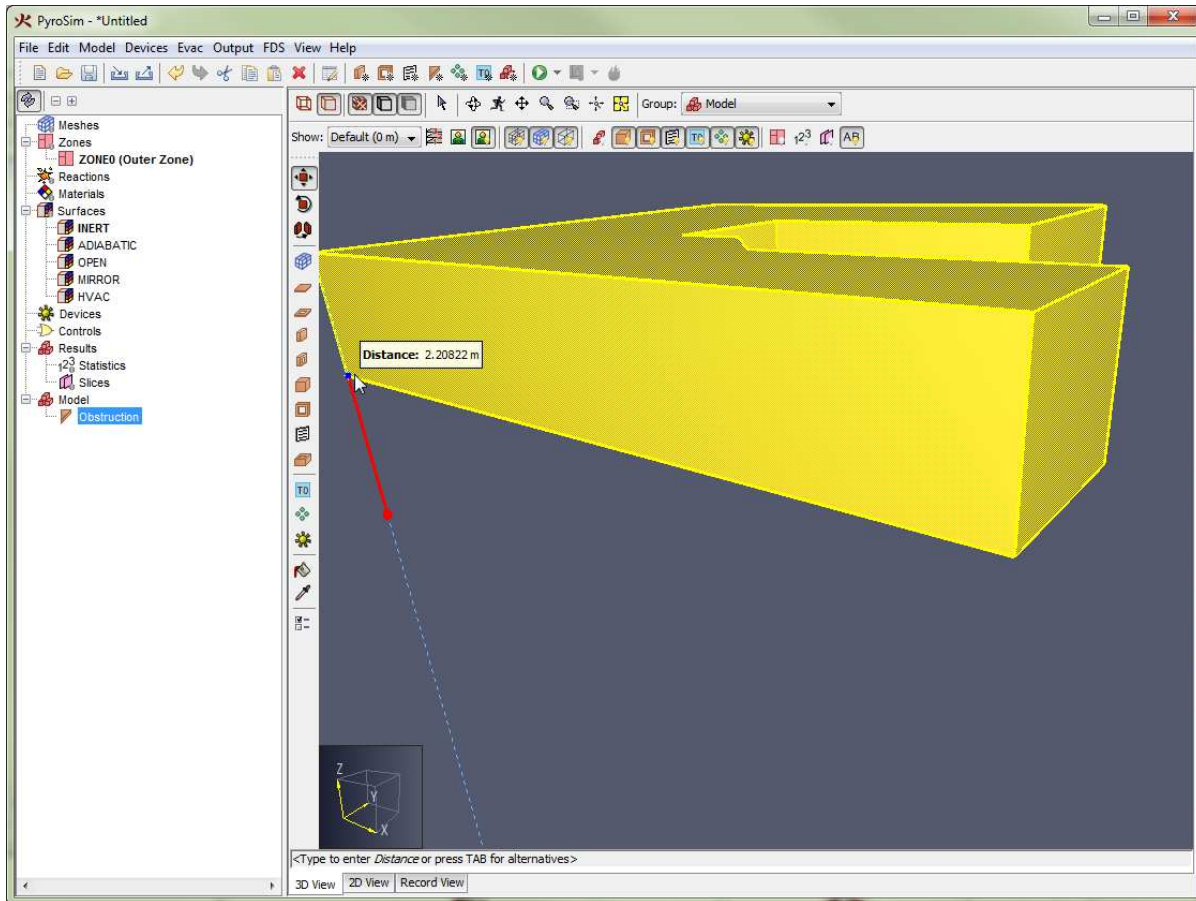 PyroSim - *Untitled
File Edit Model Devices Evac Output FDS View Help
Group: Model
Show: Default (0 m)
Meshes
Zones
ZONE0 (Outer Zone)
Reactions
Materials
Surfaces
INERT
ADIABATIC
OPEN
MIRROR
HVAC
Devices
Controls
Results
Statistics
Slices
Model
Obstruction
Distance: 2.20822 m
Z
Y
X
<Type to enter Distance or press TAB for alternatives>
3D View 2D View Record View